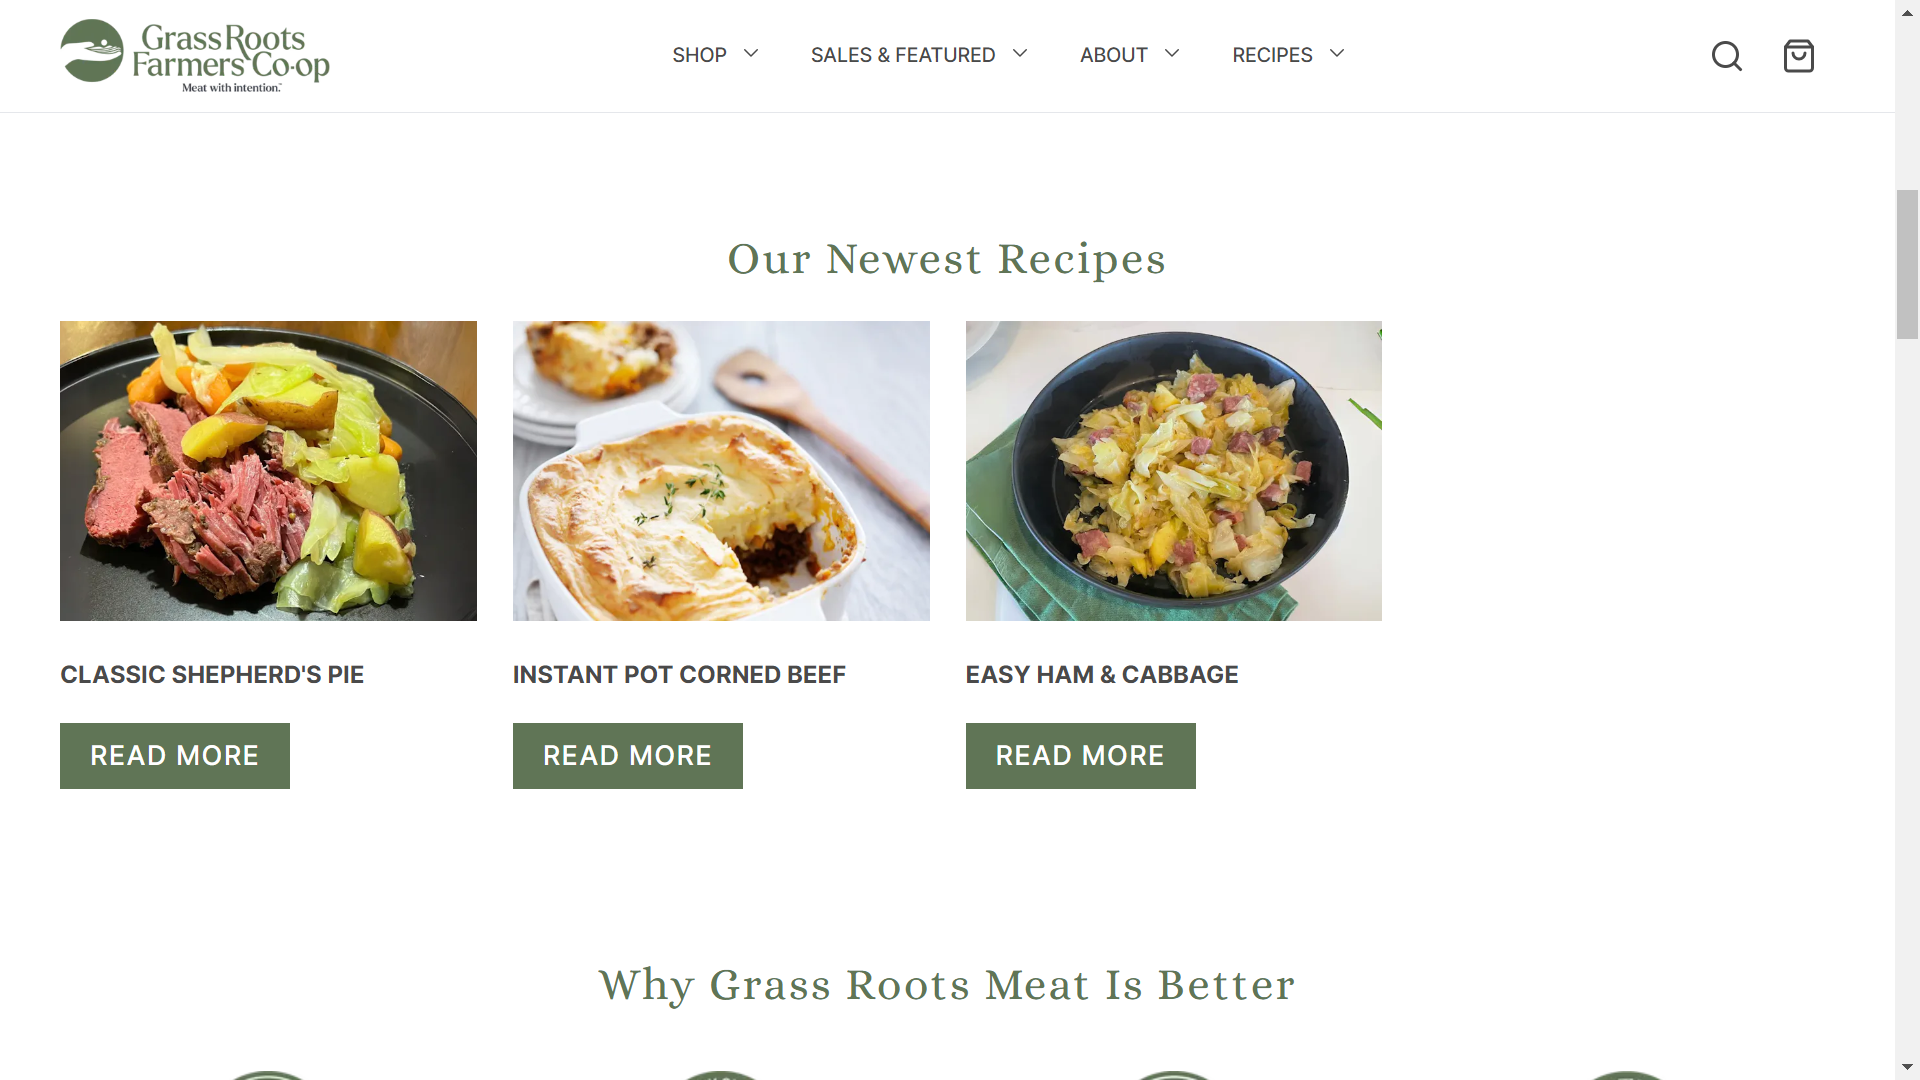 Grass Roots
Farmers' Co-op
Meat with intention.™
SHOP
SALES & FEATURED
ABOUT
RECIPES
Our Newest Recipes
CLASSIC SHEPHERD'S PIE
INSTANT POT CORNED BEEF
EASY HAM & CABBAGE
READ MORE
READ MORE
READ MORE
Why Grass Roots Meat Is Better